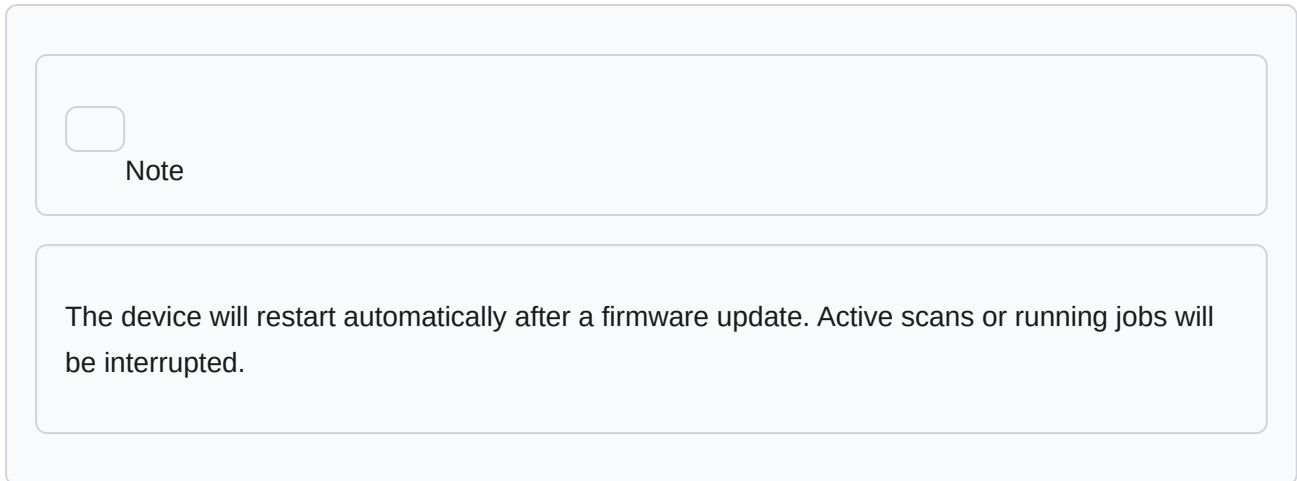 Note
The device will restart automatically after a firmware update. Active scans or running jobs will
be interrupted.